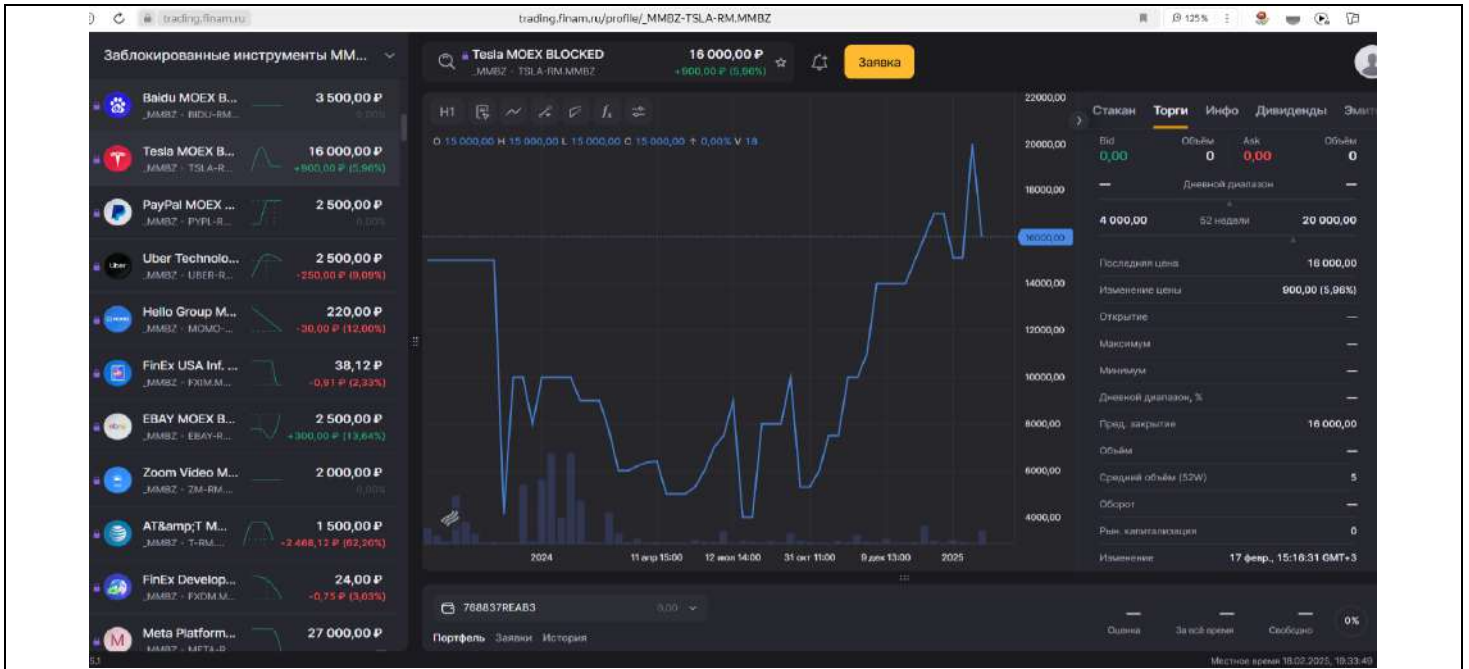 trading.finam.ru
trading.finam.ru/profile/_MMBZ-TSLA-RM.MMBZ
125 %
Заблокированные инструменты ММ...
Baidu MOEX B...
3 500,00 ₽
_MMBZ - BIDU-RM...
0,00%
Tesla MOEX B...
16 000,00 ₽
_MMBZ - TSLA-R...
+900,00 ₽ (5,96%)
PayPal MOEX ...
2 500,00 ₽
_MMBZ - PYPL-R...
0,00%
Uber Technolo...
2 500,00 ₽
_MMBZ - UBER-R...
-250,00 ₽ (9,09%)
Hello Group M...
220,00 ₽
_MMBZ - MOMO-...
-30,00 ₽ (12,00%)
FinEx USA Inf. ...
38,12 ₽
_MMBZ - FXIM.M...
-0,91 ₽ (2,33%)
EBAY MOEX B...
2 500,00 ₽
_MMBZ - EBAY-R...
+300,00 ₽ (13,64%)
Zoom Video M...
2 000,00 ₽
_MMBZ - ZM-RM....
0,00%
AT&amp;T M...
1 500,00 ₽
_MMBZ - T-RM....
-2 468,12 ₽ (62,20%)
FinEx Develop...
24,00 ₽
_MMBZ - FXDM.M...
-0,75 ₽ (3,03%)
Meta Platform...
27 000,00 ₽
_MMBZ - META-R
Tesla MOEX BLOCKED
16 000,00 ₽
_MMBZ - TSLA-RM.MMBZ
+900,00 ₽ (5,96%)
Заявка
H1
O 15 000,00 H 15 000,00 L 15 000,00 C 15 000,00 ↑ 0,00% V 18
22000,00
20000,00
18000,00
16000,00
14000,00
12000,00
10000,00
8000,00
6000,00
4000,00
2024
11 апр 15:00
12 июл 14:00
31 окт 11:00
9 дек 13:00
2025
768837REAB3
0,00
Портфель Заявки История
Стакан Торги Инфо Дивиденды Эмит
Bid Объём Ask Объём
0,00 0 0,00 0
— Дневной диапазон —
4 000,00 52 недели 20 000,00
Последняя цена 16 000,00
Изменение цены 900,00 (5,96%)
Открытие —
Максимум —
Минимум —
Дневной диапазон, % —
Пред. закрытие 16 000,00
Объём —
Средний объём (52W) 5
Оборот —
Рын. капитализация 0
Изменение 17 февр., 15:16:31 GMT+3
— — — 0%
Оценка За всё время Свободно
Местное время 18.02.2025, 19:33:49